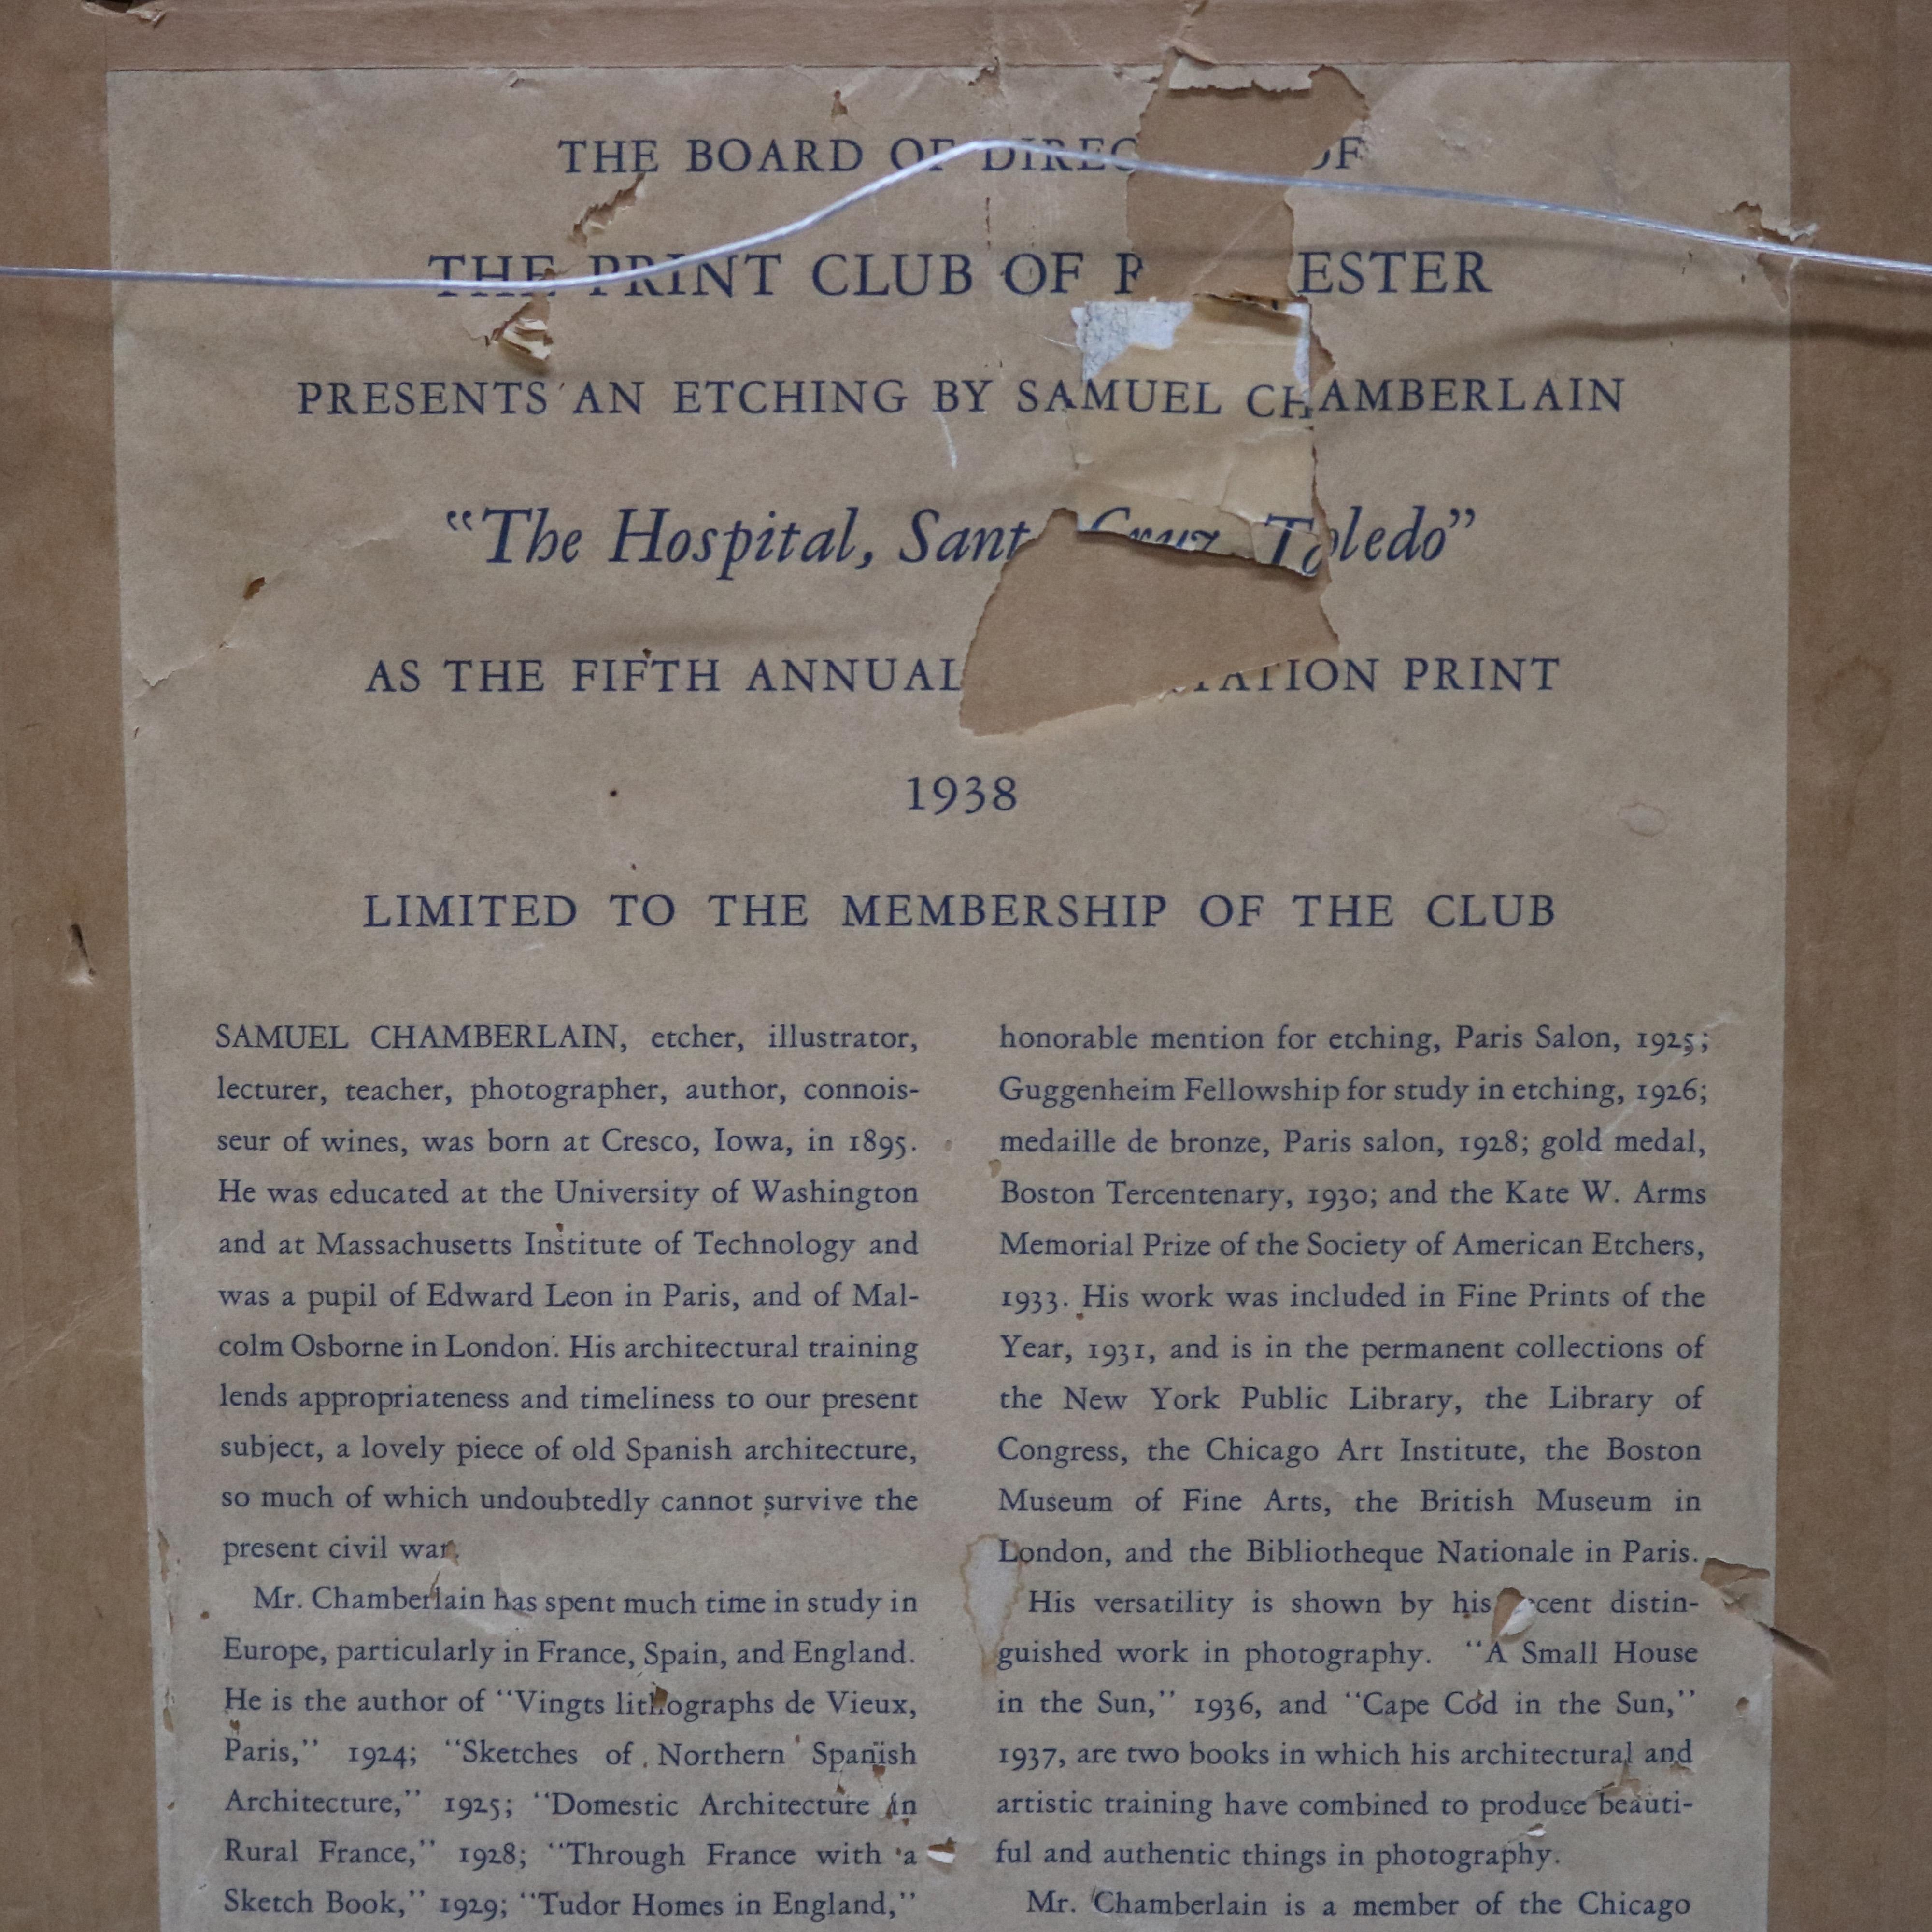 THE BOARD OF DIREC OF
THE PRINT CLUB OF R ESTER
PRESENTS AN ETCHING BY SAMUEL CHAMBERLAIN
“The Hospital, Sant Cruz, Toledo”
AS THE FIFTH ANNUAL TATION PRINT
1938
LIMITED TO THE MEMBERSHIP OF THE CLUB
SAMUEL CHAMBERLAIN, etcher, illustrator,
lecturer, teacher, photographer, author, connois-
seur of wines, was born at Cresco, Iowa, in 1895.
He was educated at the University of Washington
and at Massachusetts Institute of Technology and
was a pupil of Edward Leon in Paris, and of Mal-
colm Osborne in London. His architectural training
lends appropriateness and timeliness to our present
subject, a lovely piece of old Spanish architecture,
so much of which undoubtedly cannot survive the
present civil war.
Mr. Chamberlain has spent much time in study in
Europe, particularly in France, Spain, and England.
He is the author of “Vingts lithographs de Vieux,
Paris,” 1924; “Sketches of Northern Spanish
Architecture,” 1925; “Domestic Architecture in
Rural France,” 1928; “Through France with a
Sketch Book,” 1929; “Tudor Homes in England,”
honorable mention for etching, Paris Salon, 1925;
Guggenheim Fellowship for study in etching, 1926;
medaille de bronze, Paris salon, 1928; gold medal,
Boston Tercentenary, 1930; and the Kate W. Arms
Memorial Prize of the Society of American Etchers,
1933. His work was included in Fine Prints of the
Year, 1931, and is in the permanent collections of
the New York Public Library, the Library of
Congress, the Chicago Art Institute, the Boston
Museum of Fine Arts, the British Museum in
London, and the Bibliotheque Nationale in Paris.
His versatility is shown by his recent distin-
guished work in photography. “A Small House
in the Sun,” 1936, and “Cape Cod in the Sun,”
1937, are two books in which his architectural and
artistic training have combined to produce beauti-
ful and authentic things in photography.
Mr. Chamberlain is a member of the Chicago